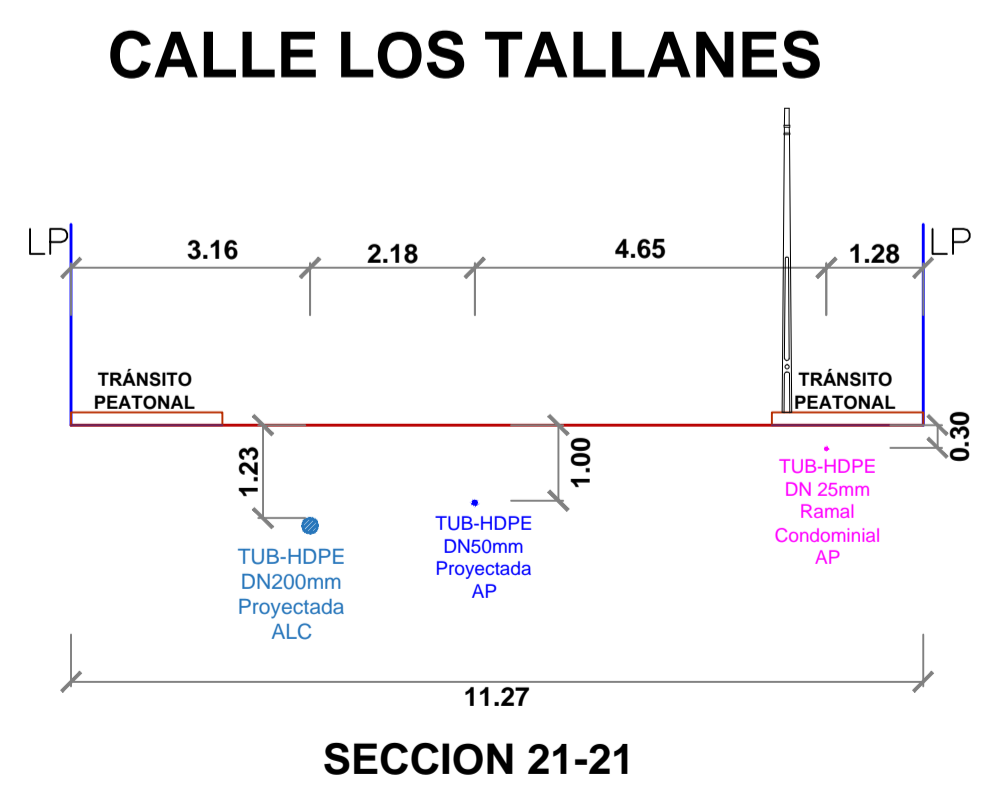 CALLE LOS TALLANES
LP
3.16
2.18
4.65
1.28
LP
TRÁNSITO
PEATONAL
TRÁNSITO
PEATONAL
1.23
1.00
0.30
TUB-HDPE
DN200mm
Proyectada
ALC
TUB-HDPE
DN50mm
Proyectada
AP
TUB-HDPE
DN 25mm
Ramal
Condominial
AP
11.27
SECCION 21-21